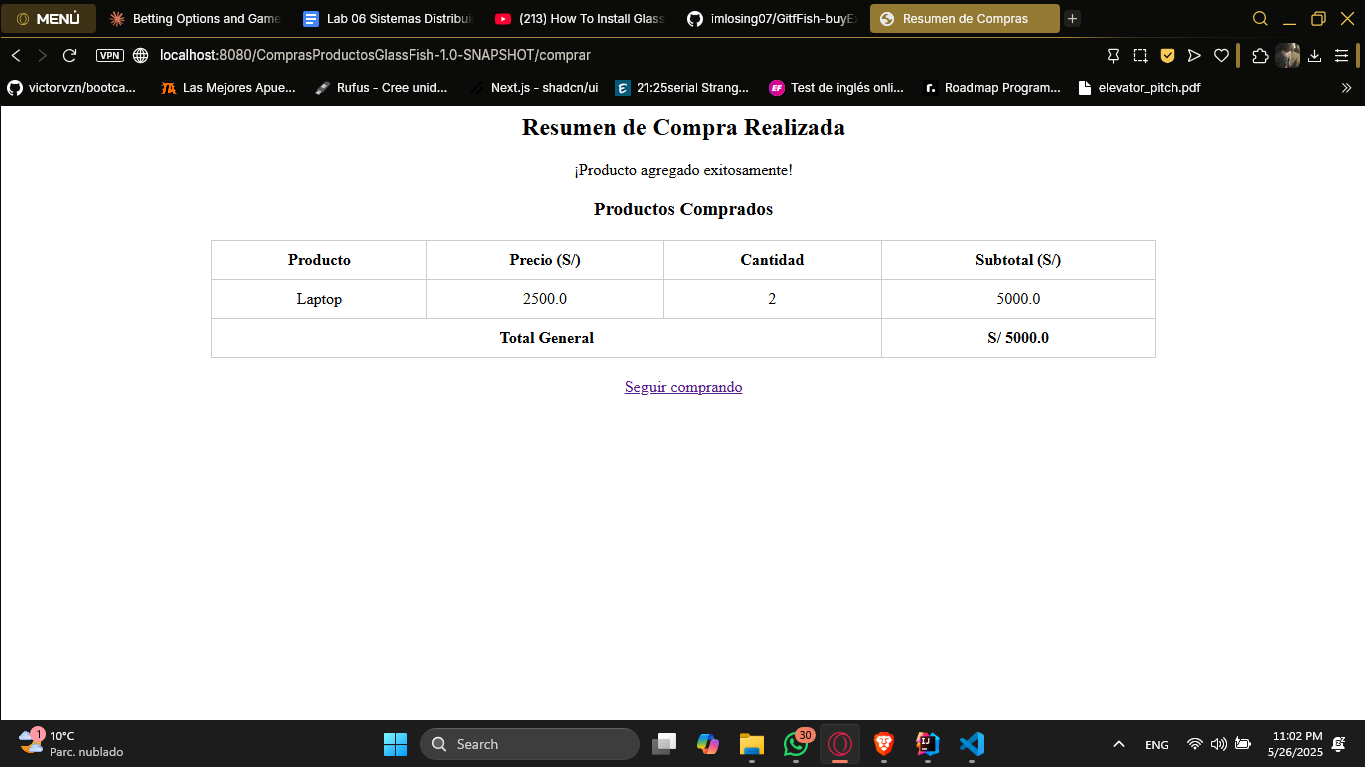 MENÚ
Betting Options and Game
Lab 06 Sistemas Distribui
(213) How To Install Glass
imlosing07/GitfFish-buyEx
Resumen de Compras
VPN
localhost:8080/ComprasProductosGlassFish-1.0-SNAPSHOT/comprar
victorvzn/bootca...
Las Mejores Apue...
Rufus - Cree unid...
Next.js - shadcn/ui
21:25serial Strang...
EF
Test de inglés onli...
r.
Roadmap Program...
elevator_pitch.pdf
Resumen de Compra Realizada
¡Producto agregado exitosamente!
Productos Comprados
Producto Precio (S/) Cantidad Subtotal (S/)
Laptop 2500.0 2 5000.0
Total General S/ 5000.0
Seguir comprando
1
10°C
Parc. nublado
Search
30
ENG
11:02 PM
5/26/2025